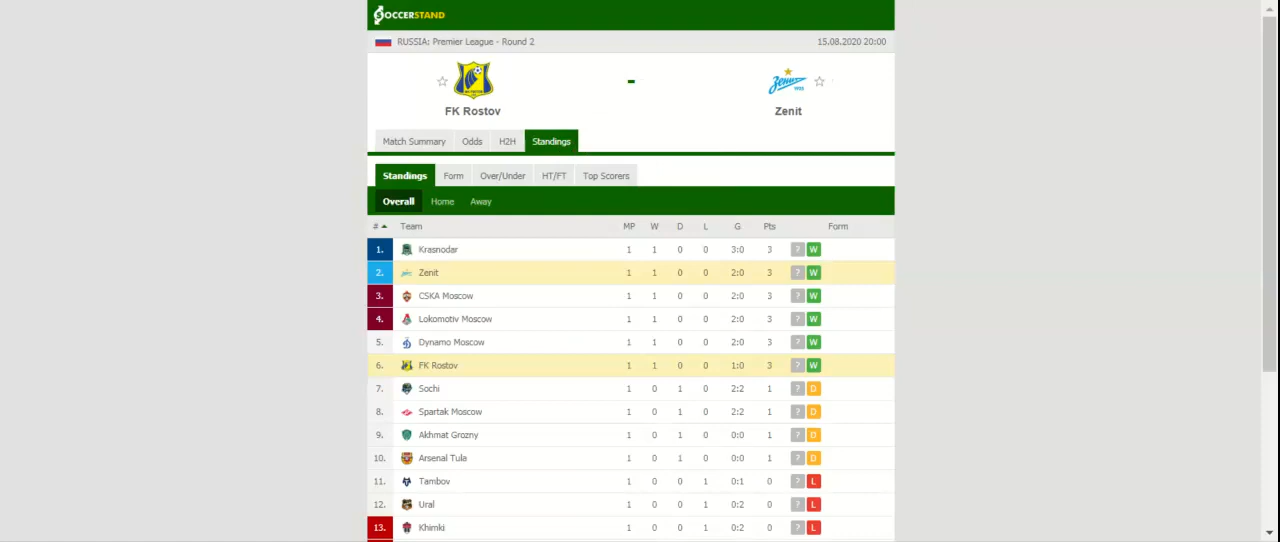 SOCCERSTAND
RUSSIA: Premier League - Round 2 15.08.2020 20:00
FK Rostov - Zenit
Match Summary Odds H2H Standings
Standings Form Over/Under HT/FT Top Scorers
Overall Home Away
# Team MP W D L G Pts Form
1. Krasnodar 1 1 0 0 3:0 3 ? W
2. Zenit 1 1 0 0 2:0 3 ? W
3. CSKA Moscow 1 1 0 0 2:0 3 ? W
4. Lokomotiv Moscow 1 1 0 0 2:0 3 ? W
5. Dynamo Moscow 1 1 0 0 2:0 3 ? W
6. FK Rostov 1 1 0 0 1:0 3 ? W
7. Sochi 1 0 1 0 2:2 1 ? D
8. Spartak Moscow 1 0 1 0 2:2 1 ? D
9. Akhmat Grozny 1 0 1 0 0:0 1 ? D
10. Arsenal Tula 1 0 1 0 0:0 1 ? D
11. Tambov 1 0 0 1 0:1 0 ? L
12. Ural 1 0 0 1 0:2 0 ? L
13. Khimki 1 0 0 1 0:2 0 ? L